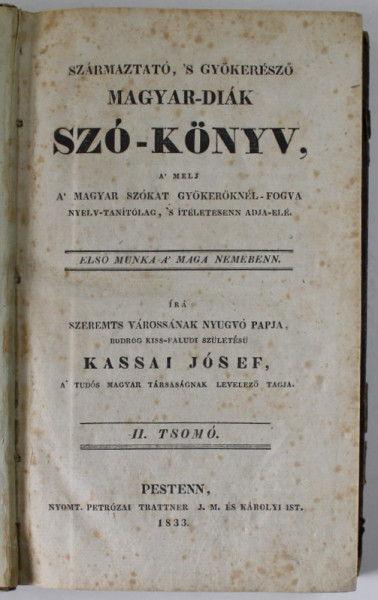 SZÁRMAZTATÓ, 'S GYÖKERÉSZŐ
MAGYAR-DIÁK
SZÓ-KÖNYV,
A' MELJ
A' MAGYAR SZÓKAT GYÖKERÖKNÉL-FOGVA
NYELV-TANÍTÓLAG, 'S ÍTÉLETESENN ADJA-ELÉ.
ELSŐ MUNKA A' MAGA NEMEBENN.
ÍRÁ
SZEREMTS VÁROSSÁNAK NYUGVÓ PAPJA,
BODROG KISS-FALUDI SZÜLETÉSŰ
KASSAI JÓSEF,
A' TUDÓS MAGYAR TÁRSASÁGNAK LEVELEZŐ TAGJA.
II. TSOMÓ.
PESTENN,
NYOMT. PETRÓZAI TRATTNER J. M. ÉS KÁROLYI IST.
1833.